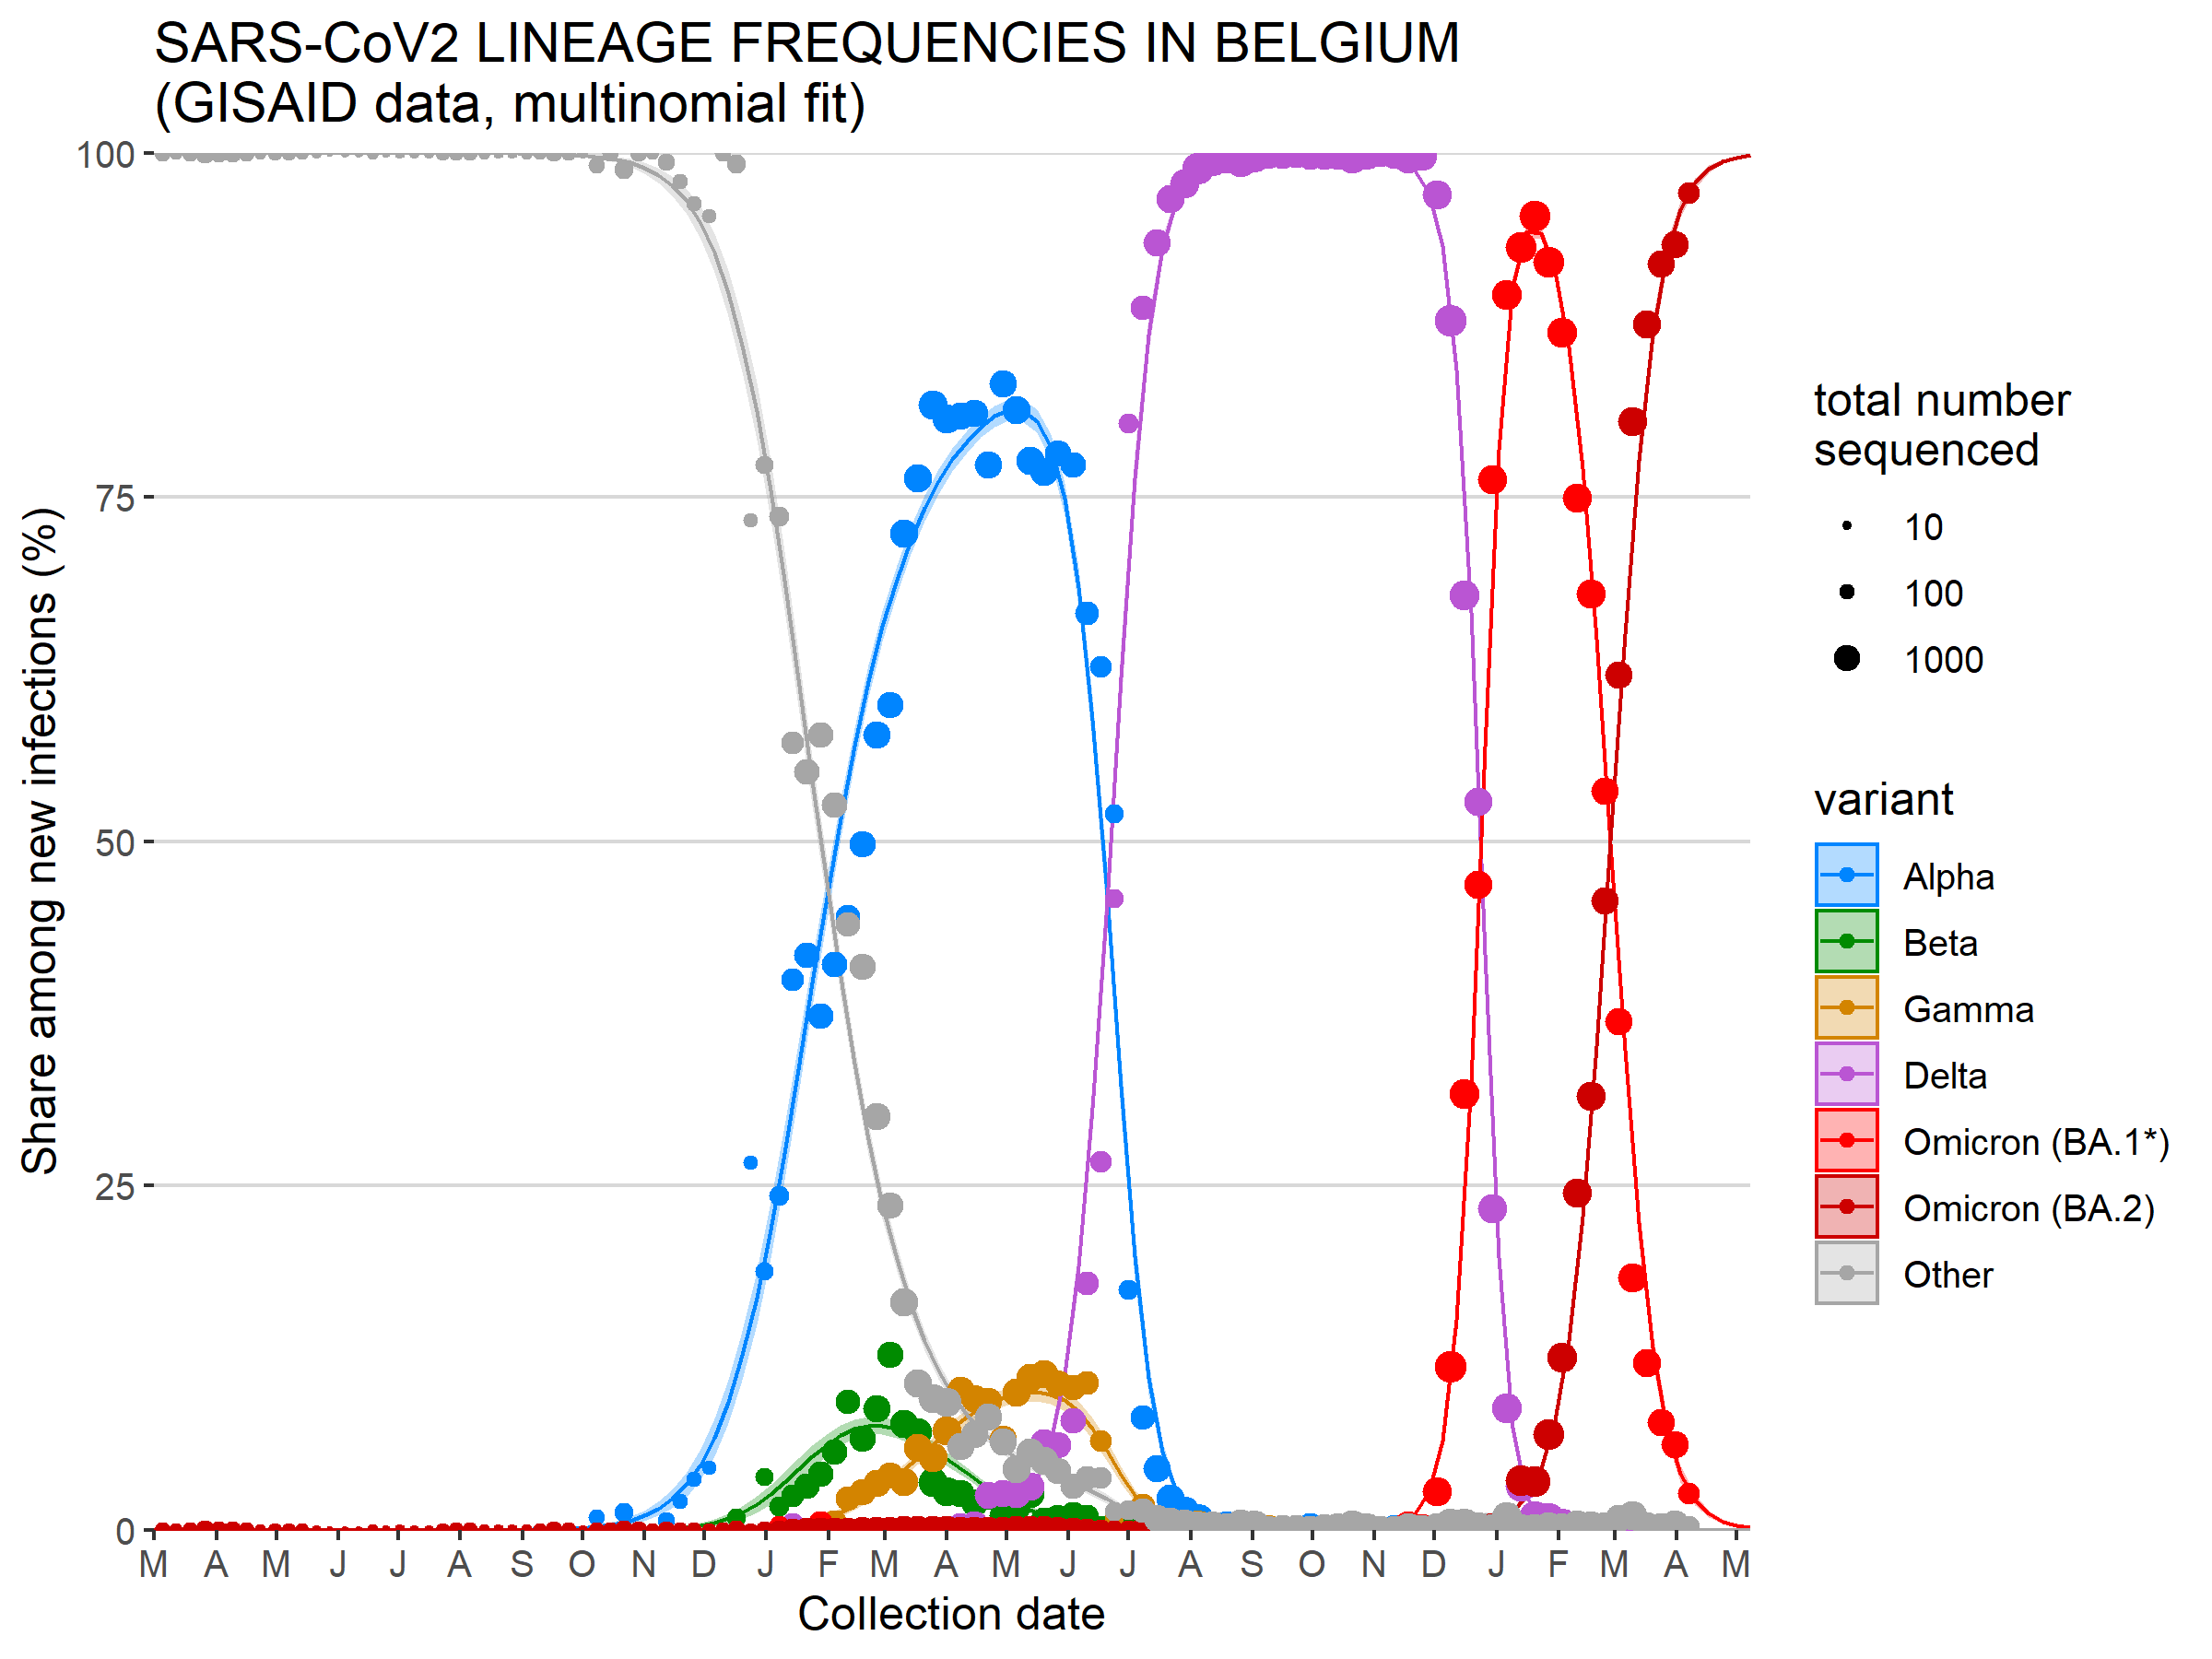 SARS-CoV2 LINEAGE FREQUENCIES IN BELGIUM
(GISAID data, multinomial fit)
Share among new infections (%)
100
75
50
25
0
M A M J J A S O N D J F M A M J J A S O N D J F M A M
Collection date
total number
sequenced
10
100
1000
variant
Alpha
Beta
Gamma
Delta
Omicron (BA.1*)
Omicron (BA.2)
Other